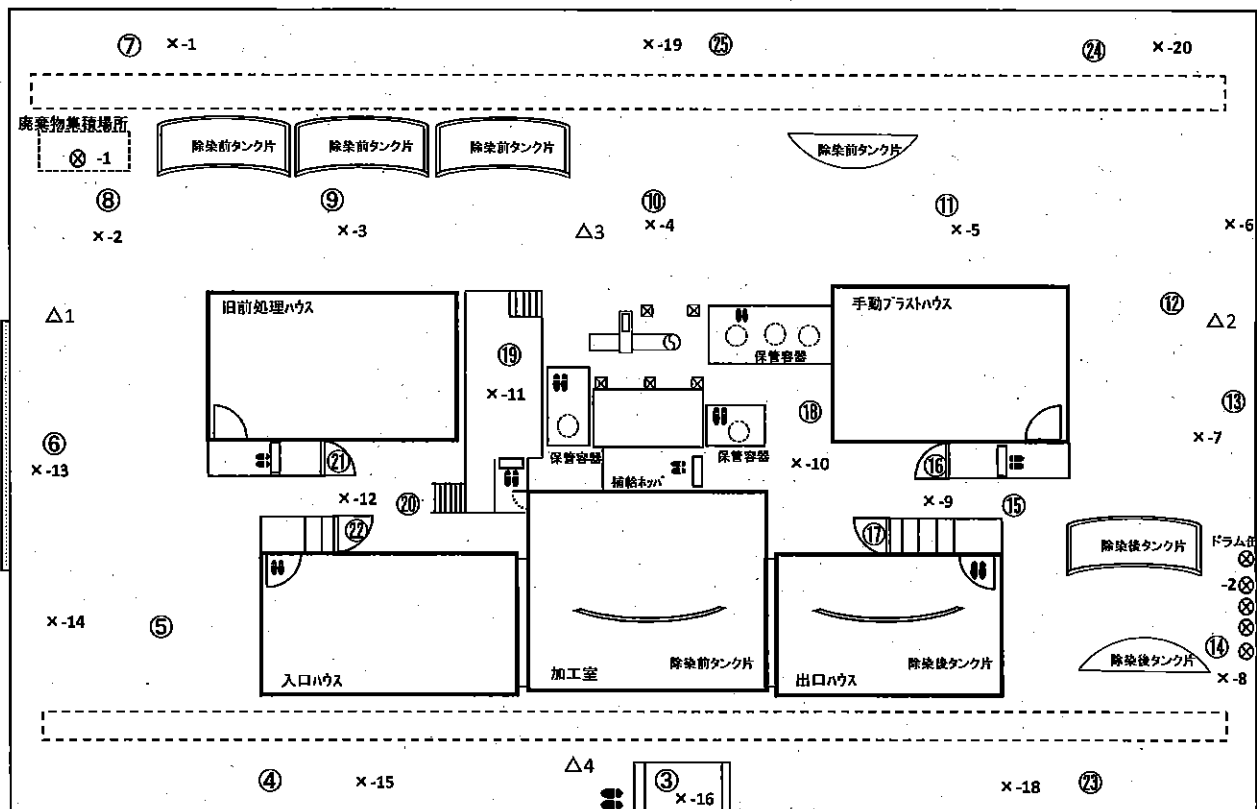 ⑦ ×-1 ×-19 ㉕ ㉔ ×-20
廃棄物集積場所
⊗ -1
除染前タンク片 除染前タンク片 除染前タンク片 除染前タンク片
⑧ ⑨ ⑩ ⑪
×-2 ×-3 △3 ×-4 ×-5 ×-6
△1 旧前処理ハウス 手動ブラストハウス ⑫ △2
保管容器
⑲
×-11 ⑱ ⑬
⑥ ×-7
×-13 ㉑ 保管容器 保管容器 ×-10 ⑯
補給ホッパ
×-12 ⑳ ×-9 ⑮
㉒ ⑰
除染後タンク片 ドラム缶
-2
×-14 ⑤ ⑭
入口ハウス 加工室 除染前タンク片 出口ハウス 除染後タンク片 除染後タンク片
×-8
④ ×-15 △4 ③ ×-16 ×-18 ㉓